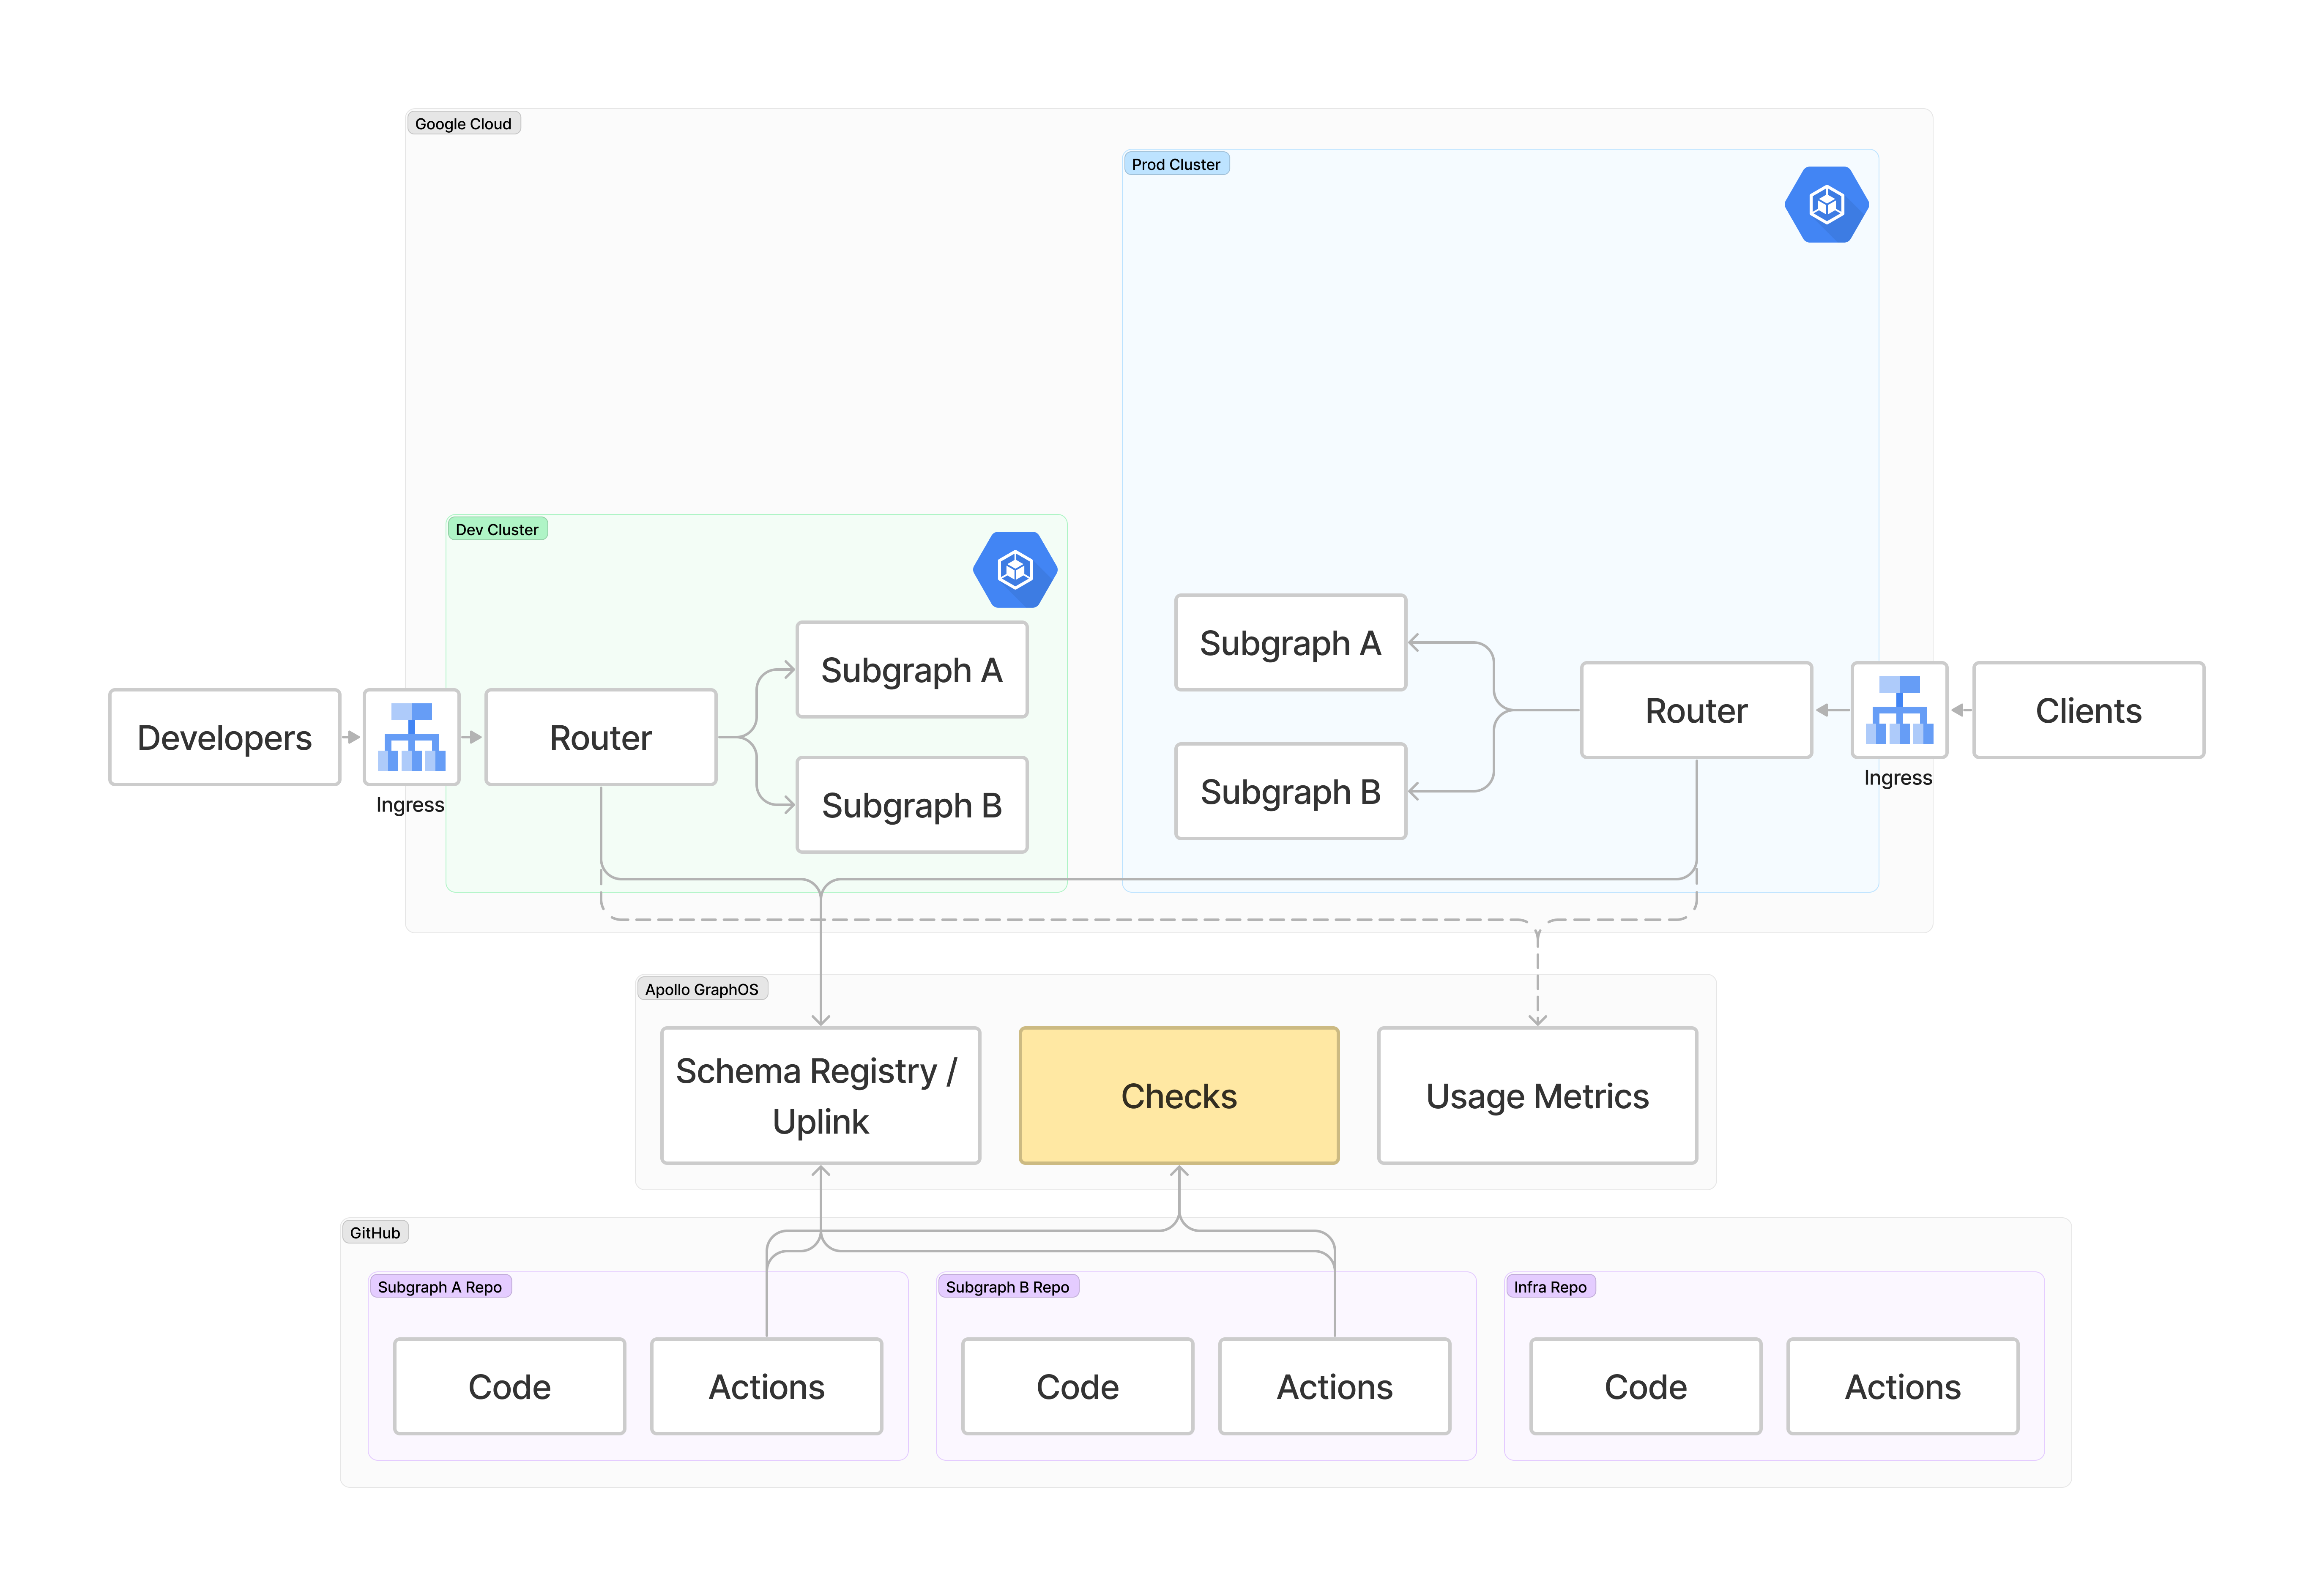 Google Cloud
Prod Cluster
Dev Cluster
Subgraph A
Subgraph A
Developers
Router
Router
Clients
Ingress
Ingress
Subgraph B
Subgraph B
Apollo GraphOS
Schema Registry /
Uplink
Checks
Usage Metrics
GitHub
Subgraph A Repo
Subgraph B Repo
Infra Repo
Code
Actions
Code
Actions
Code
Actions